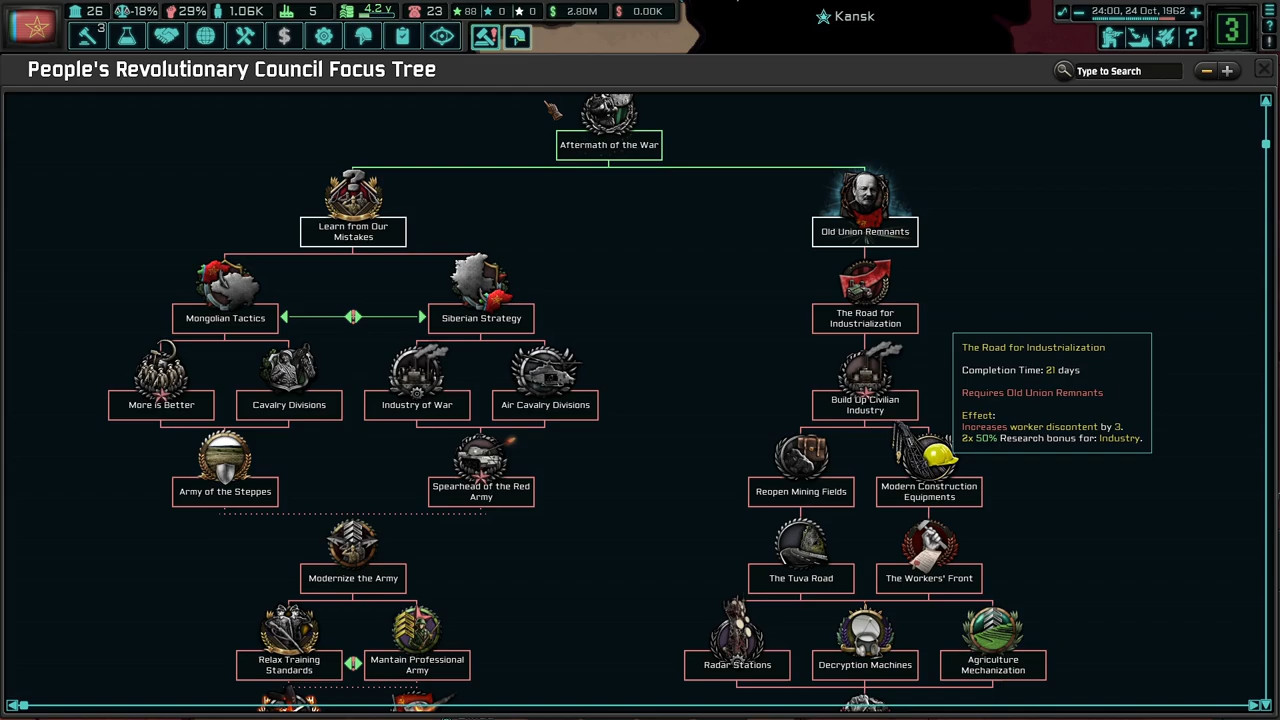 26 -18% 29% 1.06K 5 4.2 v 23 88 0 0 $ 2.80M $ 0.00K
Kansk
24:00, 24 Oct, 1962
3
3
People's Revolutionary Council Focus Tree
Type to Search
Aftermath of the War
Learn from Our
Mistakes
Old Union Remnants
Mongolian Tactics
Siberian Strategy
The Road for
Industrialization
More is Better
Cavalry Divisions
Industry of War
Air Cavalry Divisions
Build Up Civilian
Industry
The Road for Industrialization
Completion Time: 21 days
Requires Old Union Remnants
Effect:
Increases worker discontent by 3.
2x 50% Research bonus for: Industry.
Army of the Steppes
Spearhead of the Red
Army
Reopen Mining Fields
Modern Construction
Equipments
Modernize the Army
The Tuva Road
The Workers' Front
Relax Training
Standards
Mantain Professional
Army
Radar Stations
Decryption Machines
Agriculture
Mechanization